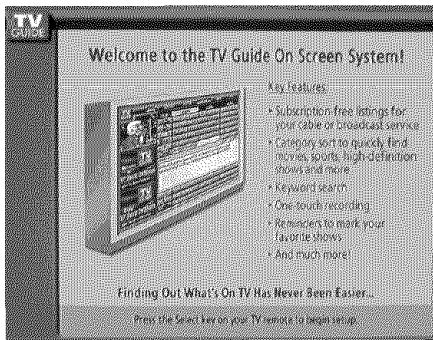 TV
GUIDE
Welcome to the TV Guide On Screen System!
Key Features:
• Subscription-free listings for
your cable or broadcast service
• Category sort to quickly find
movies, sports, high-definition
shows and more
• Keyword search
• One-touch recording
• Reminders to mark your
favorite shows
• And much more!
Finding Out What's On TV Has Never Been Easier...
Press the Select key on your TV remote to begin setup.